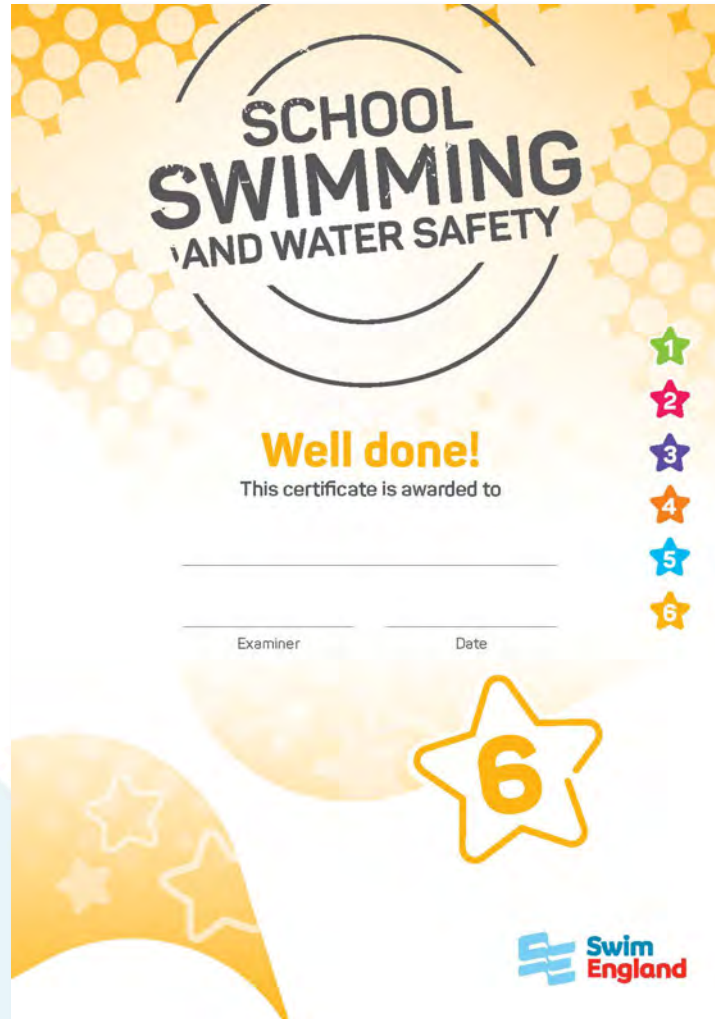 SCHOOL
SWIMMING
AND WATER SAFETY
1
2
3
4
5
6
Well done!
This certificate is awarded to
Examiner Date
6
Swim
England